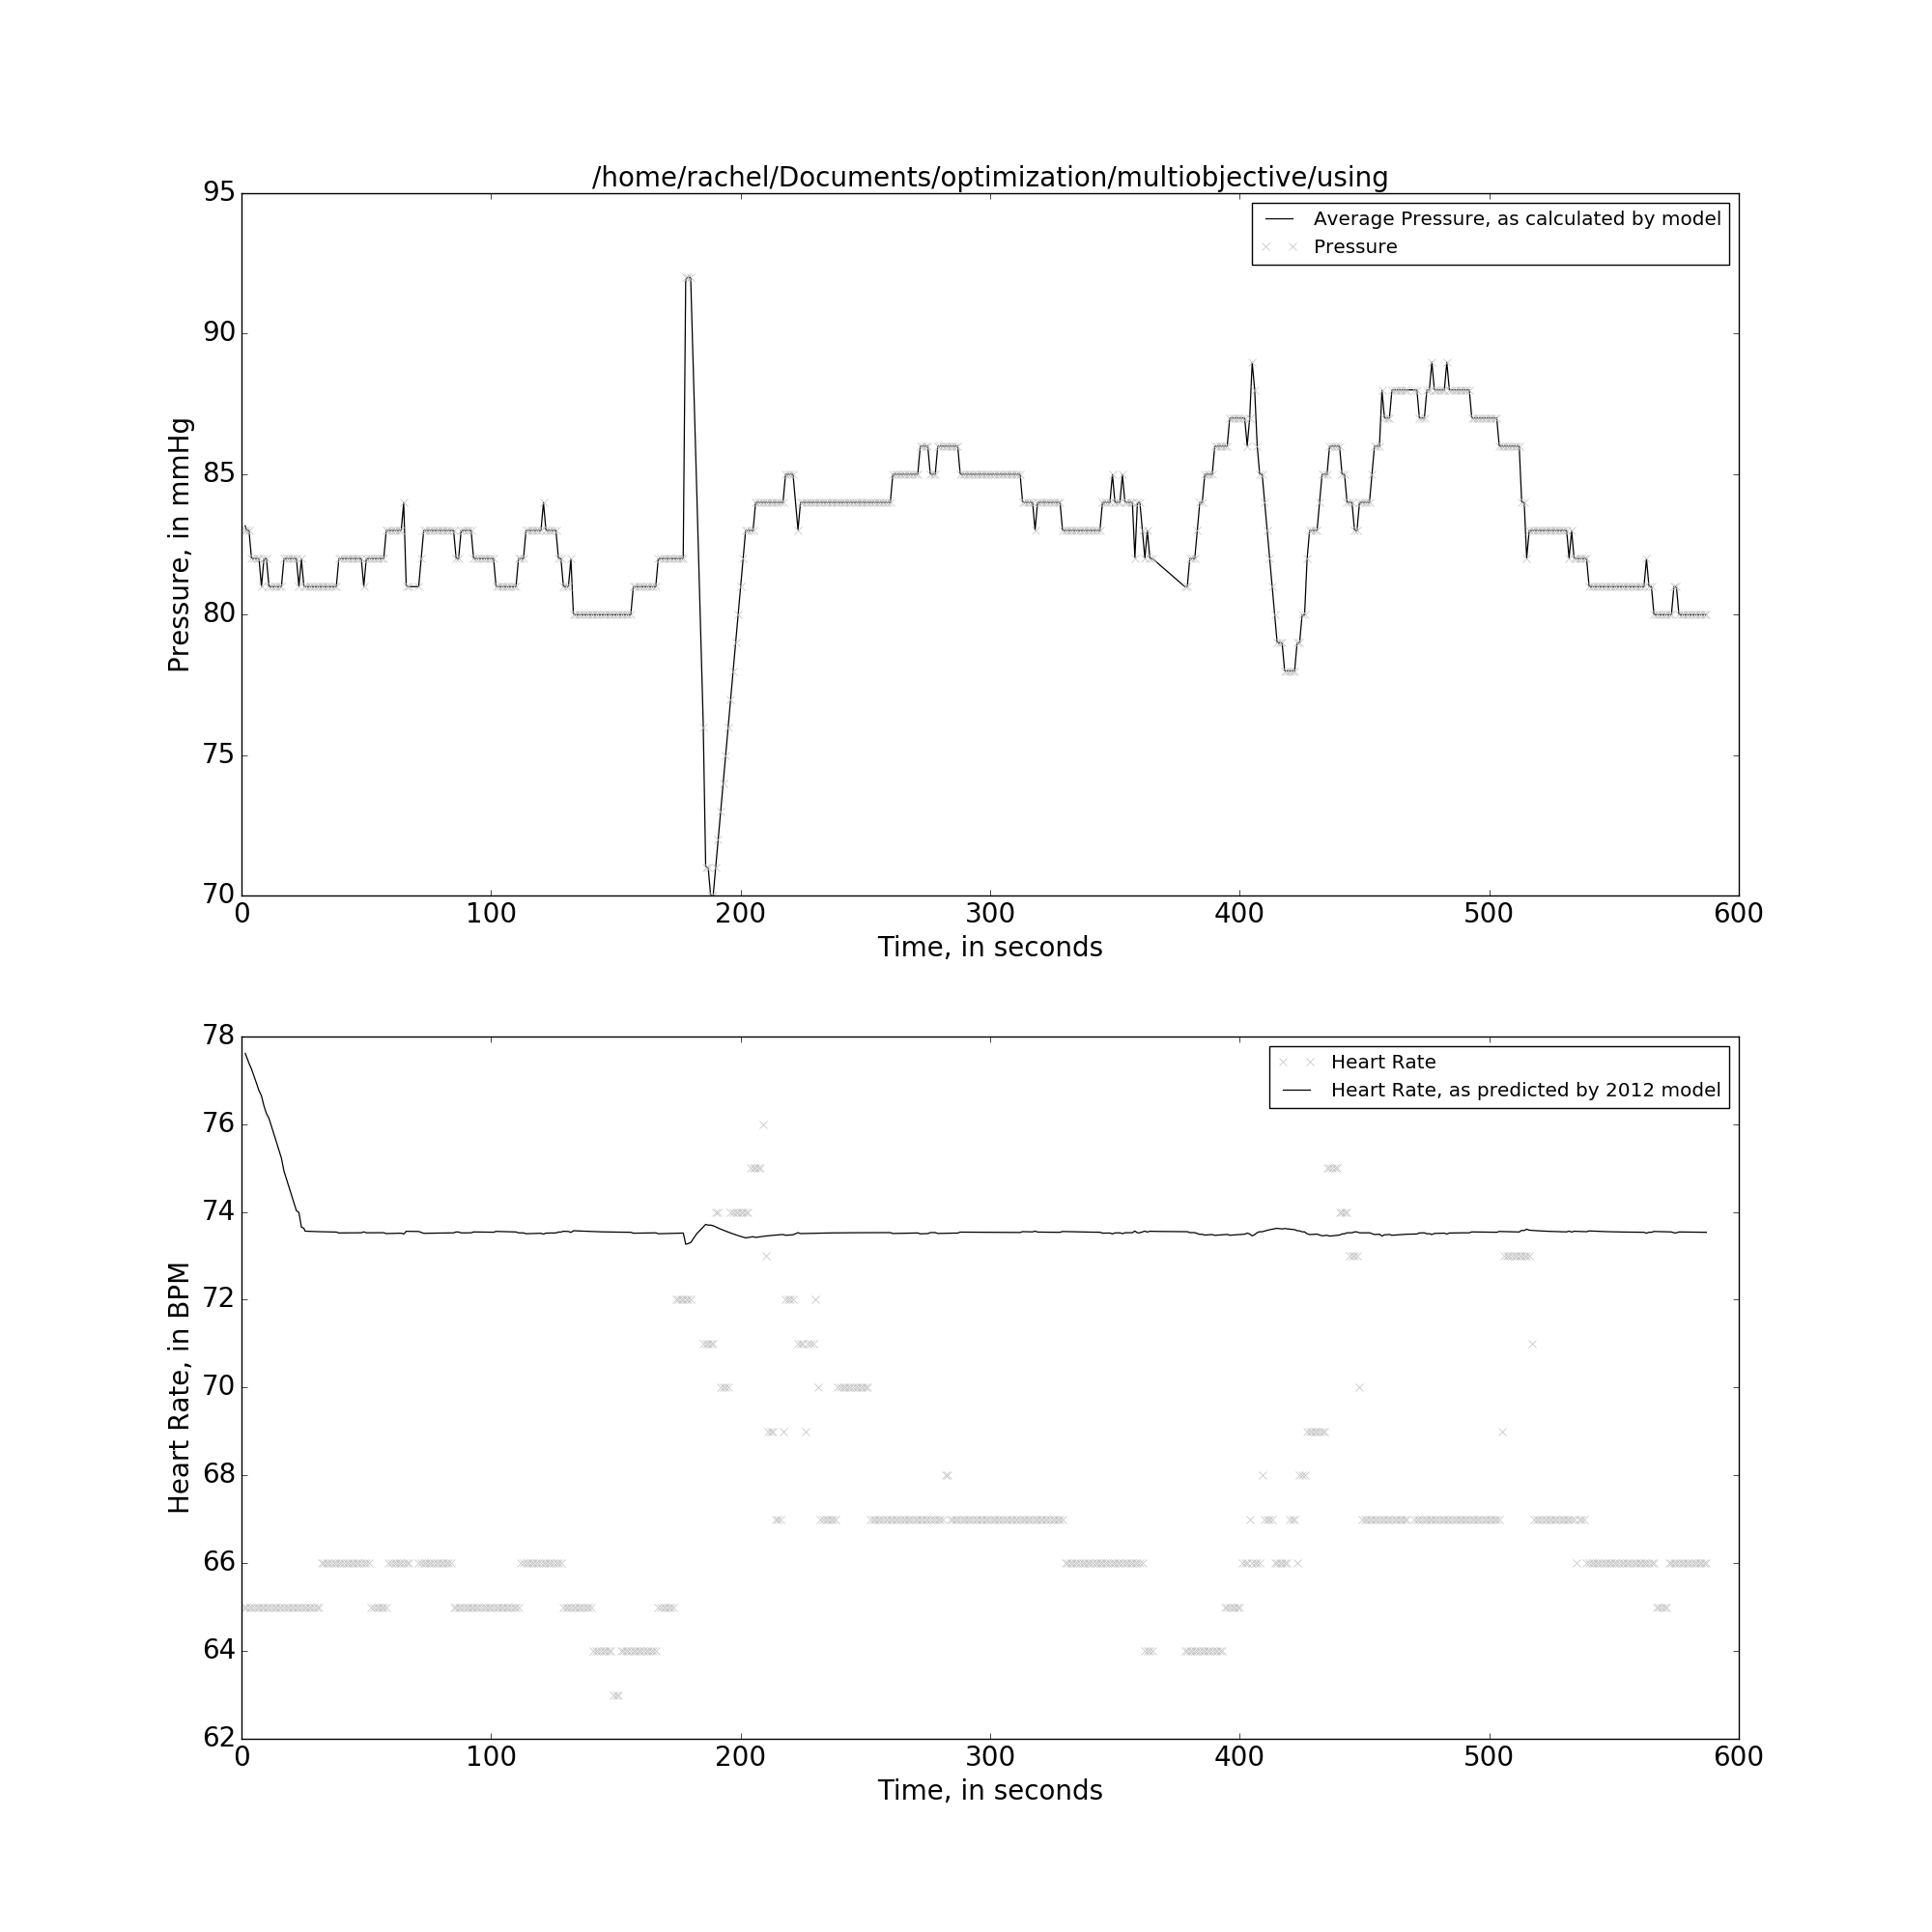 /home/rachel/Documents/optimization/multiobjective/using
95
90
85
80
75
70
Pressure, in mmHg
Average Pressure, as calculated by model
Pressure
0 100 200 300 400 500 600
Time, in seconds
78
76
74
72
70
68
66
64
62
Heart Rate, in BPM
Heart Rate
Heart Rate, as predicted by 2012 model
0 100 200 300 400 500 600
Time, in seconds